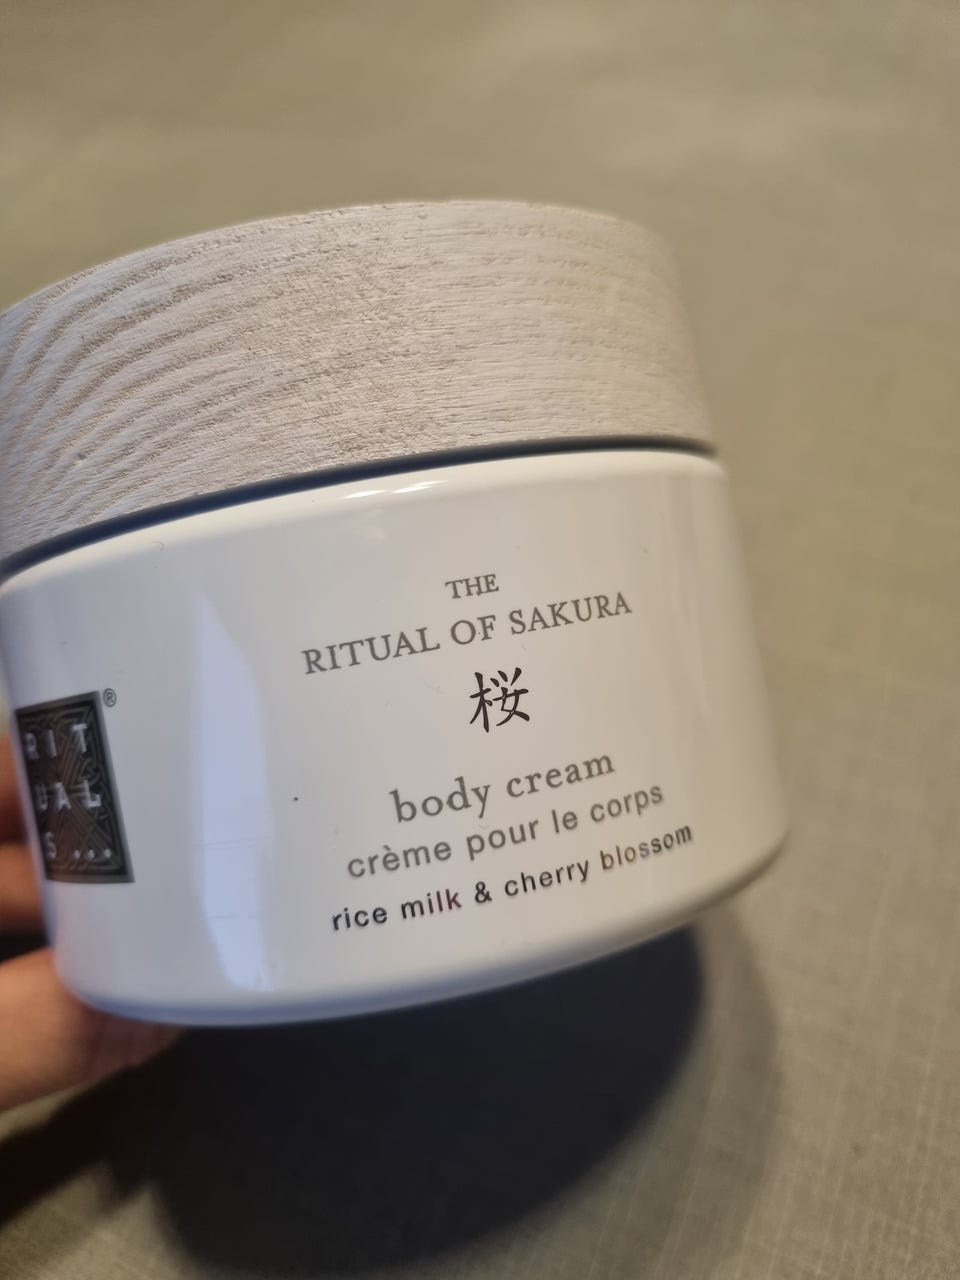 THE
RITUAL OF SAKURA
桜
body cream
crème pour le corps
rice milk & cherry blossom
RIT
UAL
S...
®